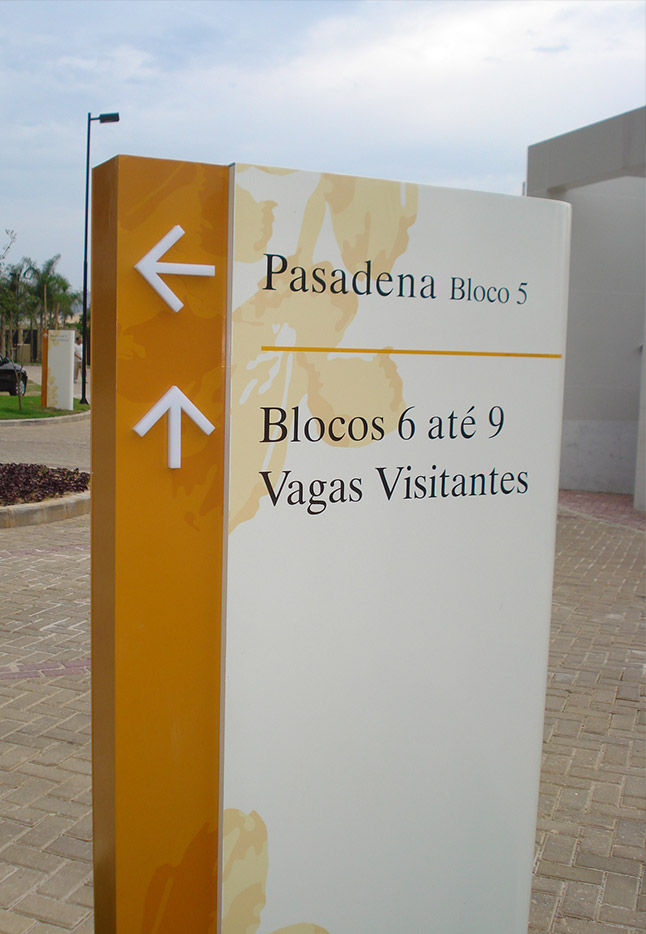 Pasadena Bloco 5
Blocos 6 até 9
Vagas Visitantes